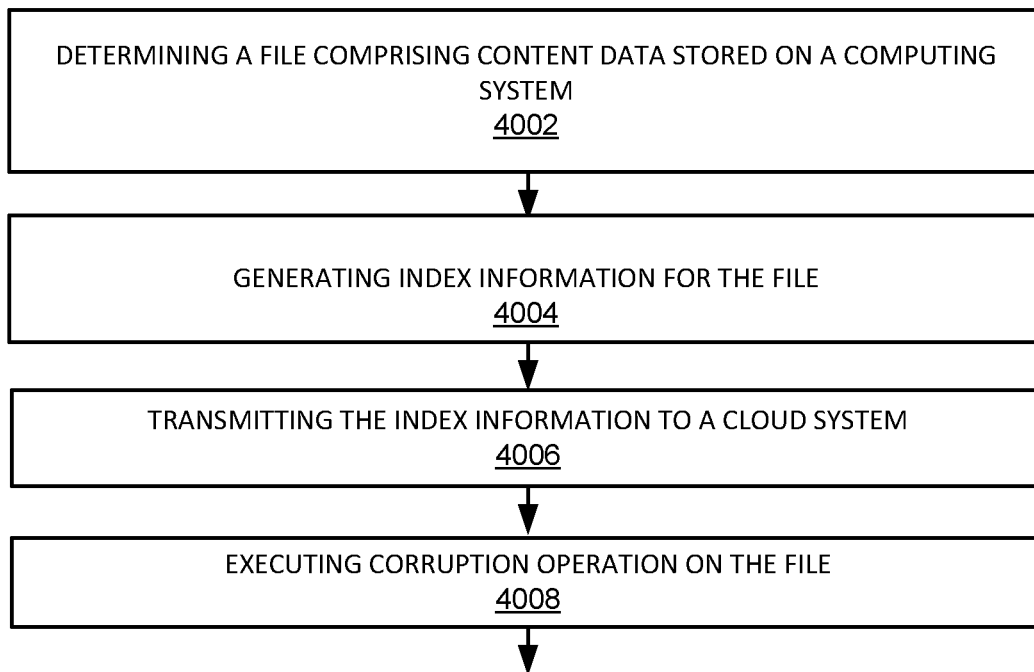 DETERMINING A FILE COMPRISING CONTENT DATA STORED ON A COMPUTING
SYSTEM
4002
GENERATING INDEX INFORMATION FOR THE FILE
4004
TRANSMITTING THE INDEX INFORMATION TO A CLOUD SYSTEM
4006
EXECUTING CORRUPTION OPERATION ON THE FILE
4008